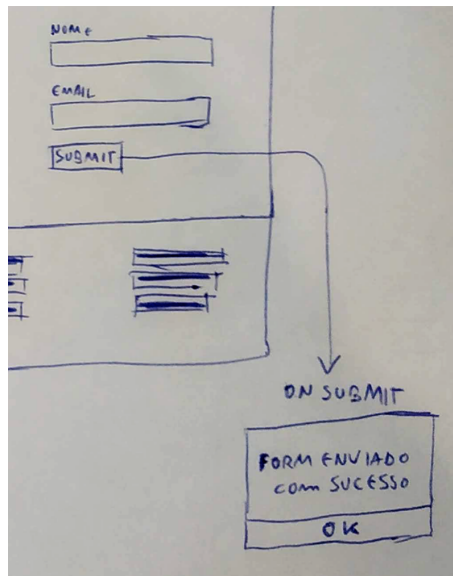 NOME
EMAIL
SUBMIT
ON SUBMIT
FORM ENVIADO
COM SUCESSO
OK